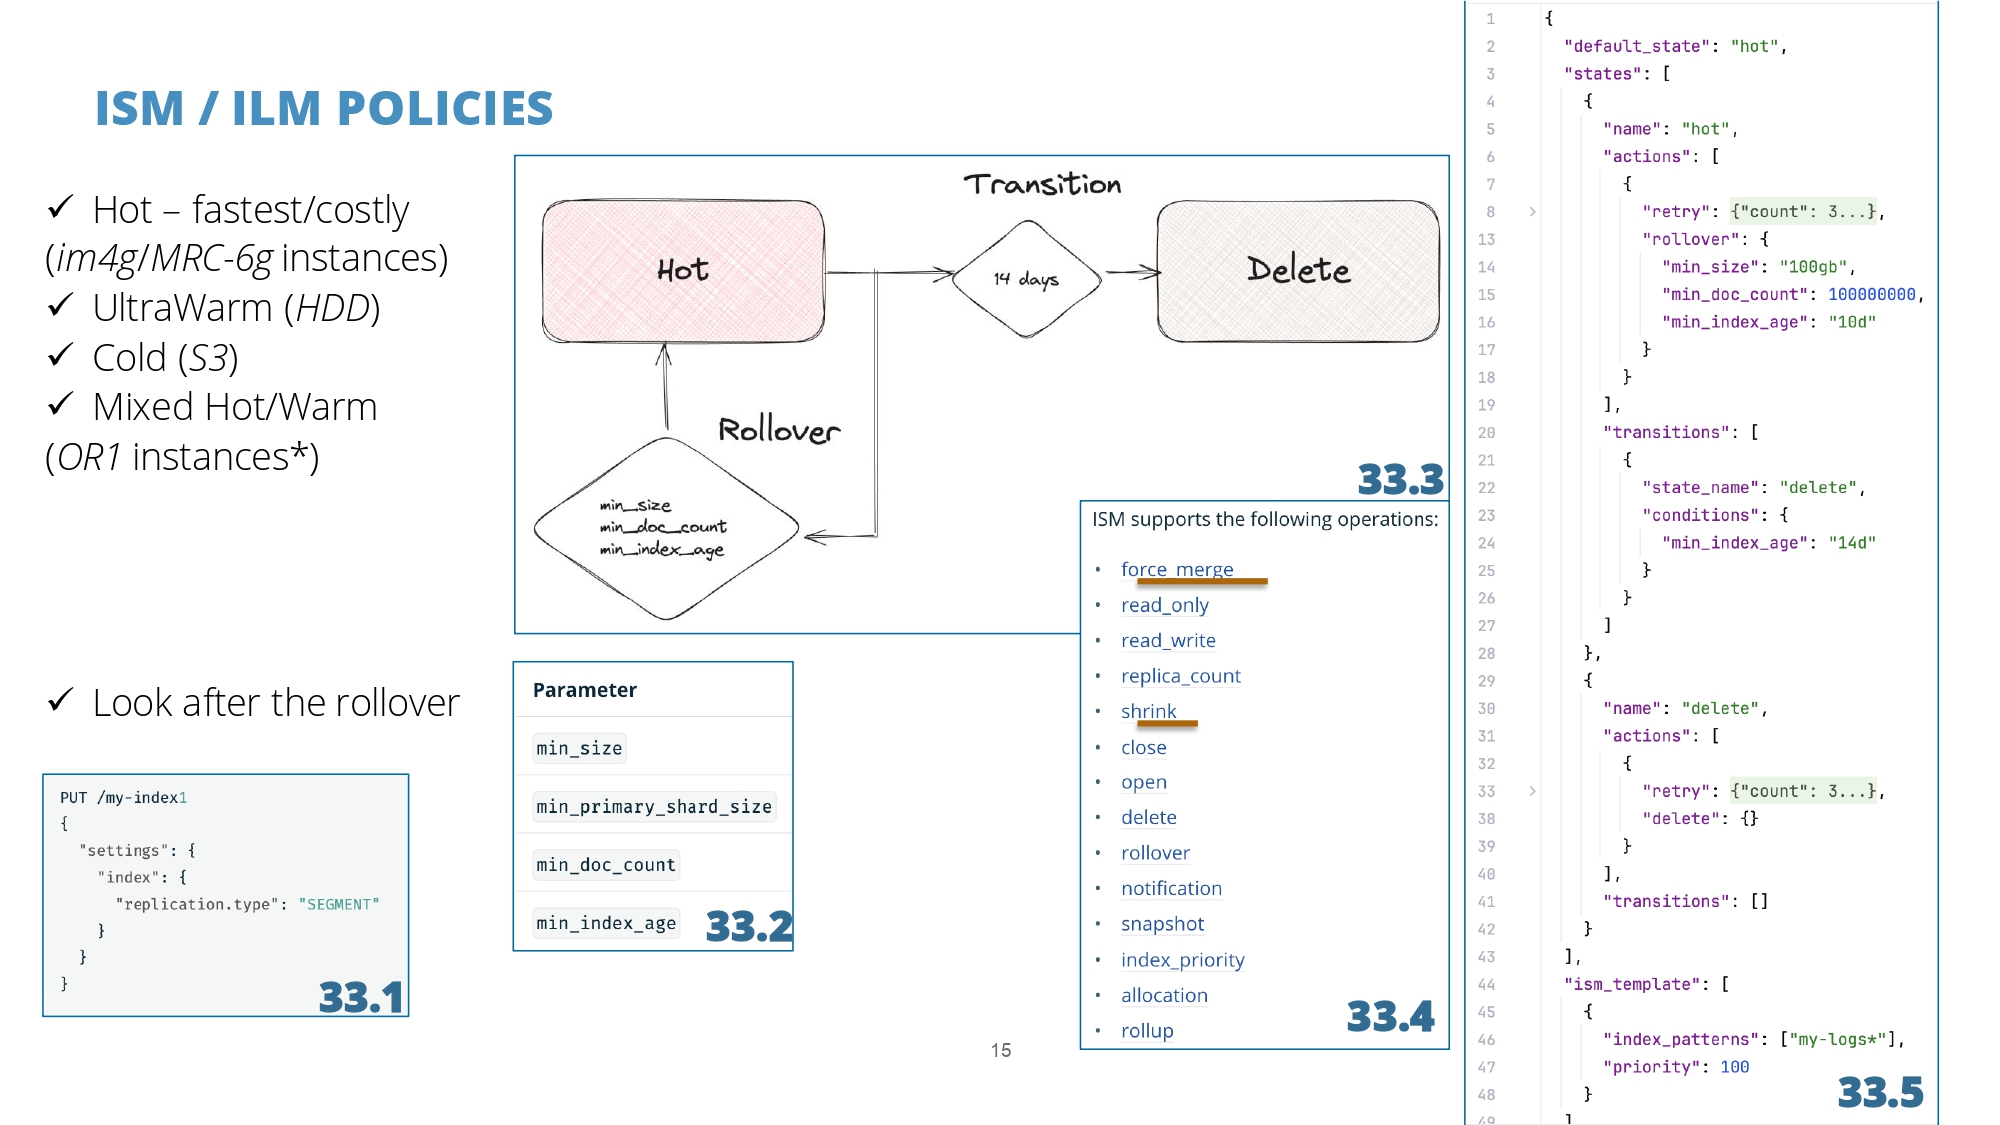 ISM / ILM POLICIES
✓ Hot – fastest/costly
(im4g/MRC-6g instances)
✓ UltraWarm (HDD)
✓ Cold (S3)
✓ Mixed Hot/Warm
(OR1 instances*)
✓ Look after the rollover
PUT /my-index1
{
"settings": {
"index": {
"replication.type": "SEGMENT"
}
}
}
33.1
Transition
Hot
14 days
Delete
Rollover
min_size
min_doc_count
min_index_age
33.3
Parameter
min_size
min_primary_shard_size
min_doc_count
min_index_age
33.2
ISM supports the following operations:
• force_merge
• read_only
• read_write
• replica_count
• shrink
• close
• open
• delete
• rollover
• notification
• snapshot
• index_priority
• allocation
• rollup
33.4
15
1 {
2 "default_state": "hot",
3 "states": [
4 {
5 "name": "hot",
6 "actions": [
7 {
8 > "retry": {"count": 3...},
13 "rollover": {
14 "min_size": "100gb",
15 "min_doc_count": 100000000,
16 "min_index_age": "10d"
17 }
18 }
19 ],
20 "transitions": [
21 {
22 "state_name": "delete",
23 "conditions": {
24 "min_index_age": "14d"
25 }
26 }
27 ]
28 },
29 {
30 "name": "delete",
31 "actions": [
32 {
33 > "retry": {"count": 3...},
38 "delete": {}
39 }
40 ],
41 "transitions": []
42 }
43 ],
44 "ism_template": [
45 {
46 "index_patterns": ["my-logs*"],
47 "priority": 100
48 }
49 ]
33.5